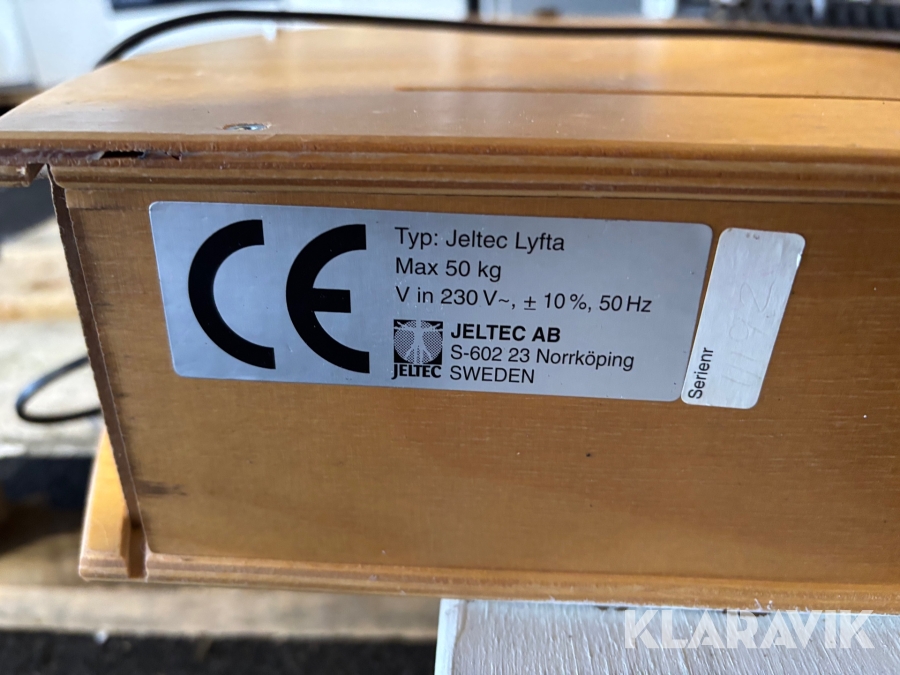 CE
Typ: Jeltec Lyfta
Max 50 kg
V in 230 V~, ± 10%, 50 Hz
JELTEC AB
S-602 23 Norrköping
JELTEC SWEDEN
Serienr
KLARAVIK